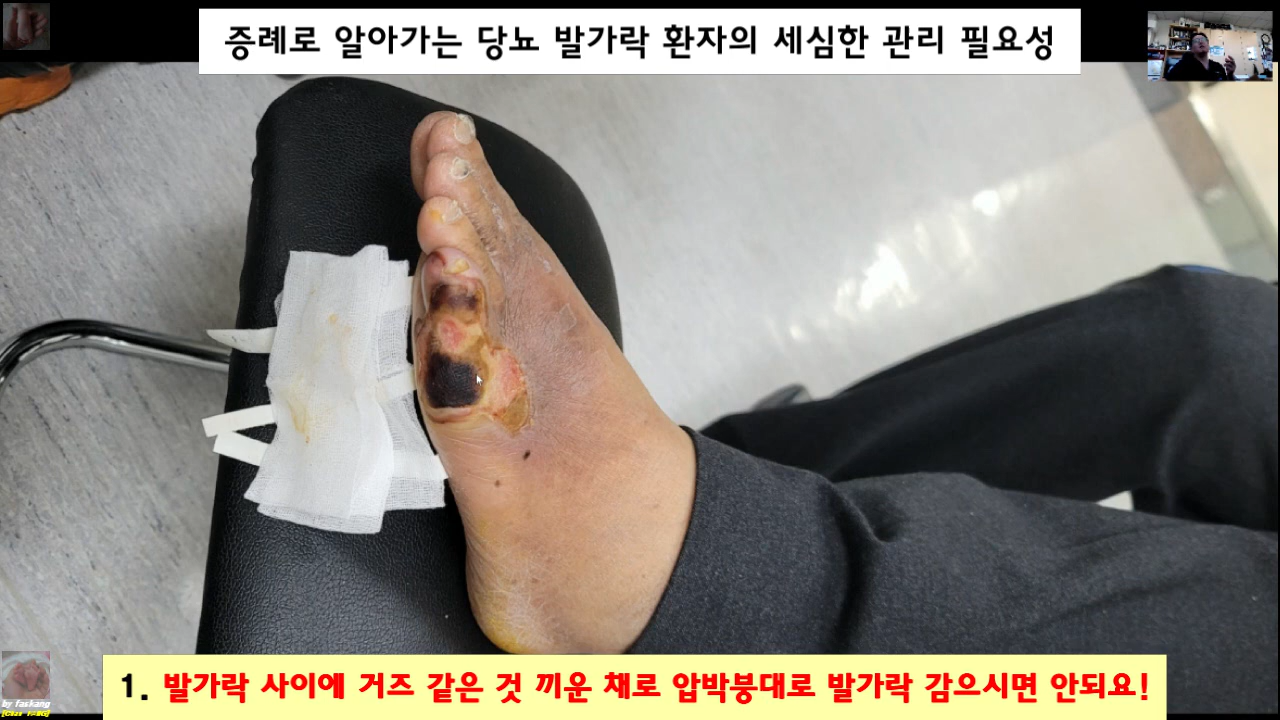 증례로 알아가는 당뇨 발가락 환자의 세심한 관리 필요성
1. 발가락 사이에 거즈 같은 것 끼운 채로 압박붕대로 발가락 감으시면 안되요!
by faskang